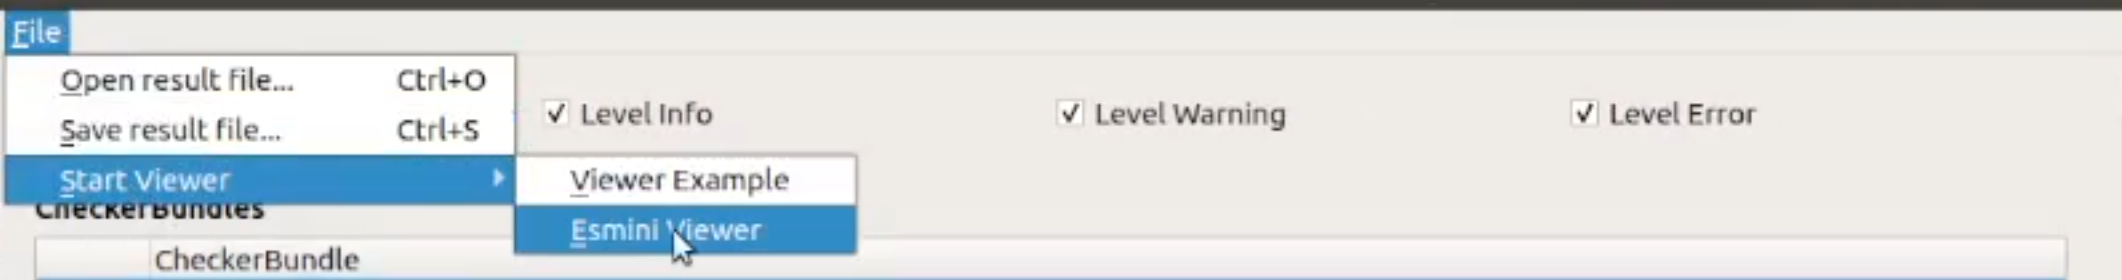 File
Open result file... Ctrl+O
Save result file... Ctrl+S
Start Viewer
Level Info Level Warning Level Error
Viewer Example
Esmini Viewer
CheckerBundles
CheckerBundle